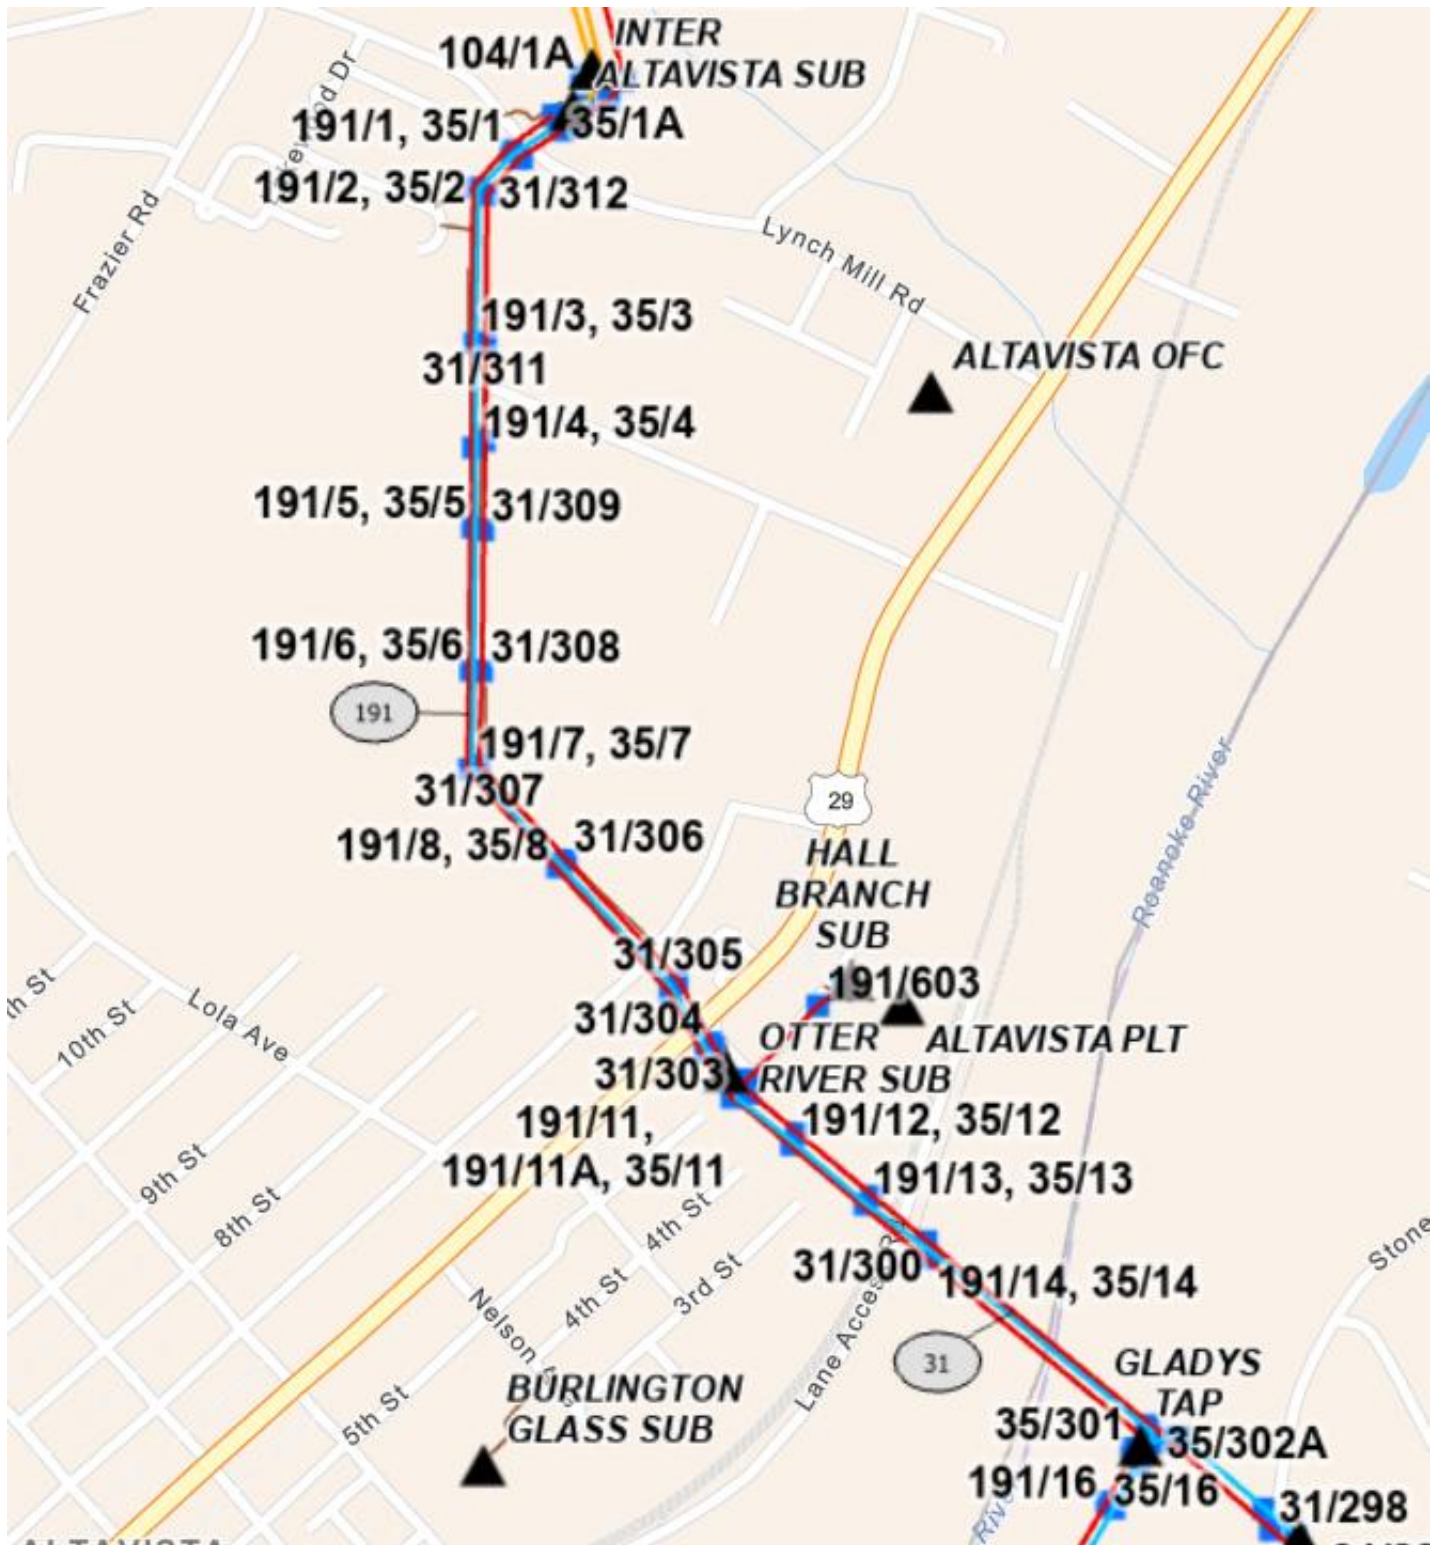 INTER
104/1A
ALTAVISTA SUB
191/1, 35/1
35/1A
191/2, 35/2
31/312
Frazier Rd
Lynch Mill Rd
191/3, 35/3
31/311
ALTAVISTA OFC
191/4, 35/4
191/5, 35/5
31/309
191/6, 35/6
31/308
191
191/7, 35/7
31/307
29
31/306
191/8, 35/8
HALL
BRANCH
SUB
Roanoke River
31/305
191/603
31/304
OTTER
RIVER SUB
ALTAVISTA PLT
31/303
Lola Ave
10th St
191/11,
191/11A, 35/11
191/12, 35/12
191/13, 35/13
9th St
8th St
4th St
31/300
191/14, 35/14
4th St
3rd St
Nelson
Stone
31
Lane Access
GLADYS
TAP
BURLINGTON
GLASS SUB
5th St
35/301
35/302A
191/16
35/16
31/298
ALTAVISTA